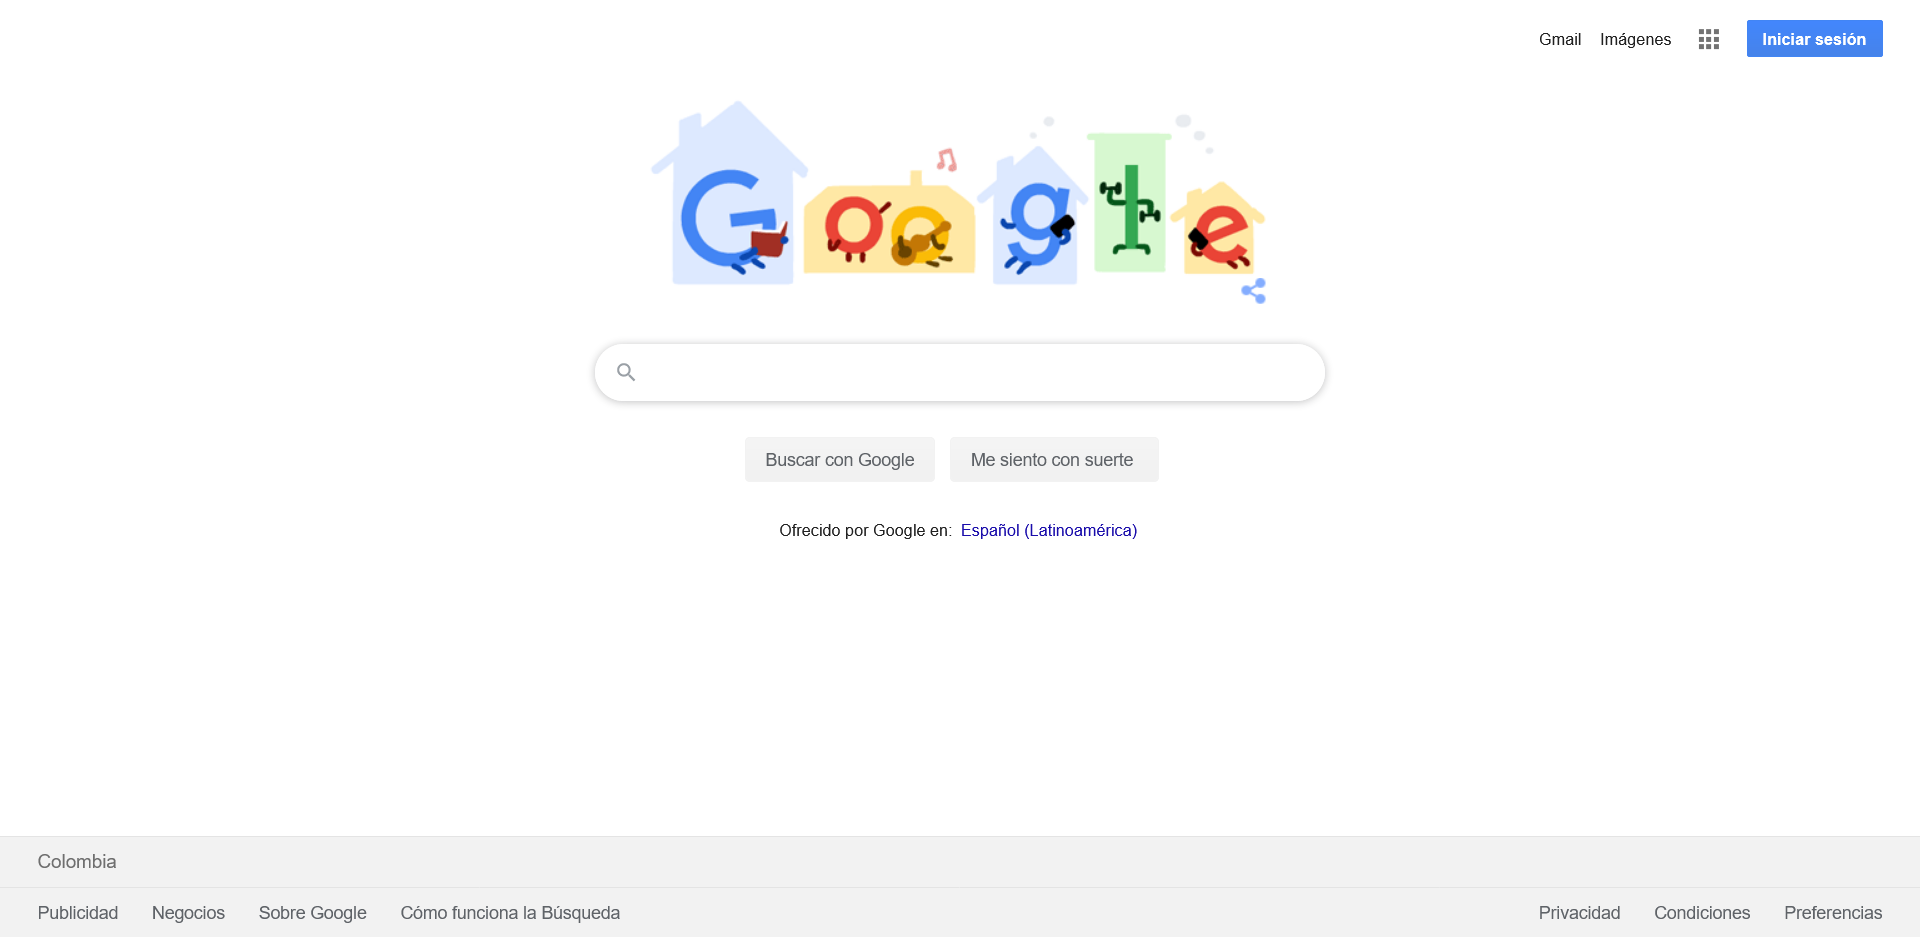 Gmail Imágenes Iniciar sesión
Google
Buscar con Google Me siento con suerte
Ofrecido por Google en: Español (Latinoamérica)
Colombia
Publicidad Negocios Sobre Google Cómo funciona la Búsqueda Privacidad Condiciones Preferencias